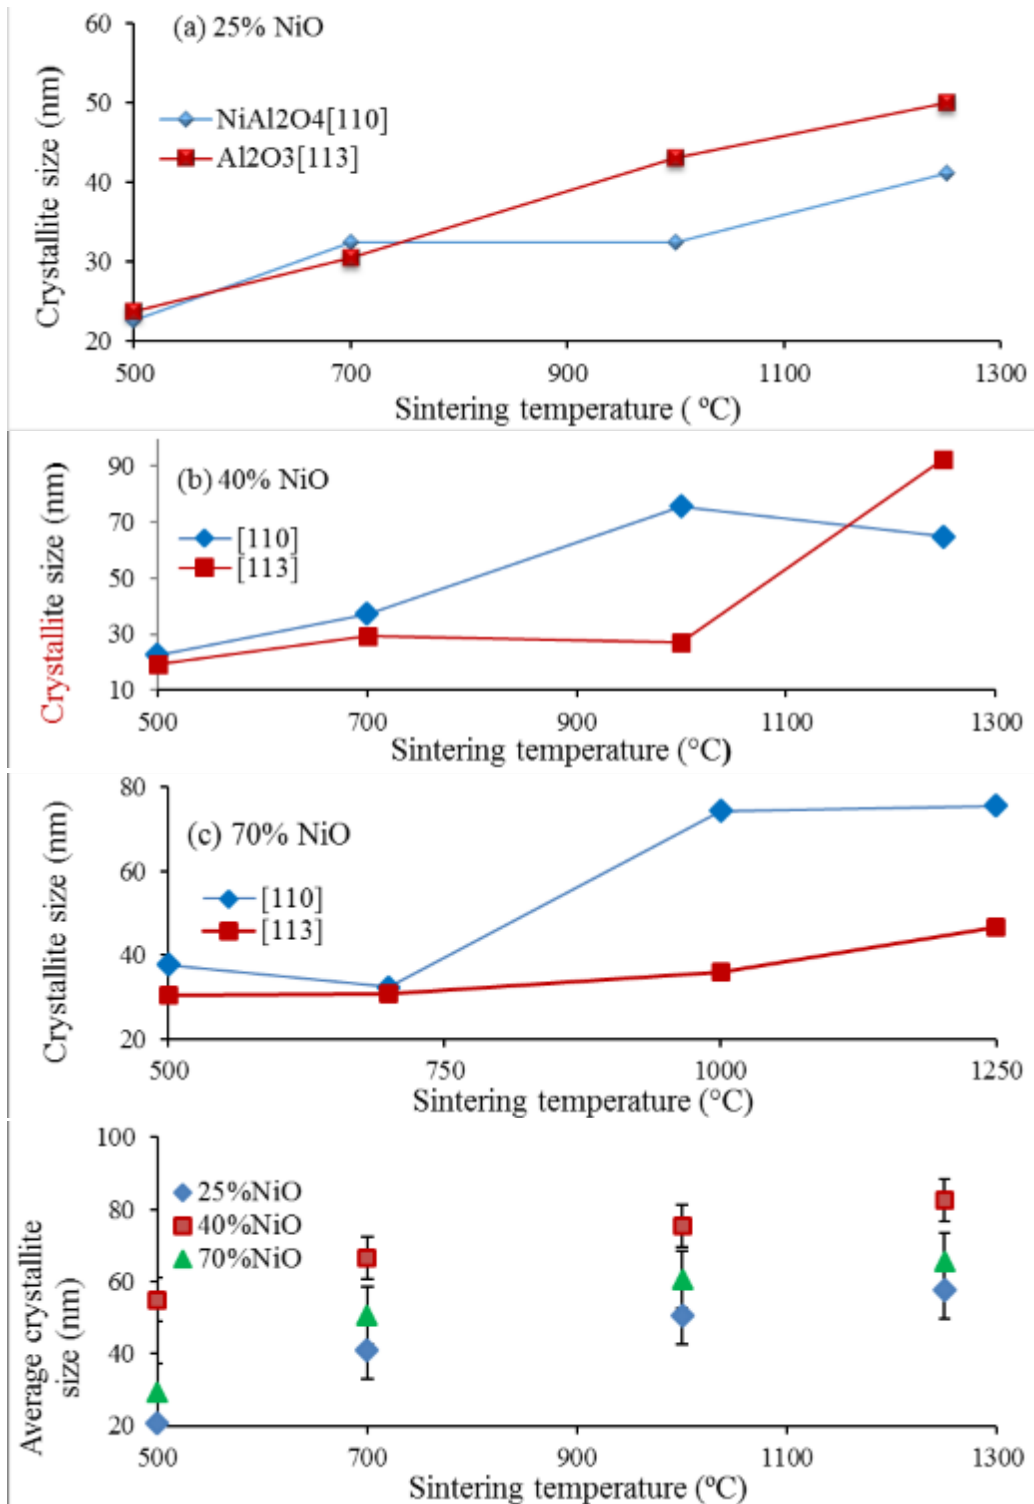 60
(a) 25% NiO
50
NiAl2O4[110]
Al2O3[113]
40
30
20
Crystallite size (nm)
500 700 900 1100 1300
Sintering temperature ( ºC)
90
(b) 40% NiO
70
[110]
[113]
50
30
10
Crystallite size (nm)
500 700 900 1100 1300
Sintering temperature (°C)
80
(c) 70% NiO
60
[110]
[113]
40
20
Crystallite size (nm)
500 750 1000 1250
Sintering temperature (°C)
100
25%NiO
80
40%NiO
70%NiO
60
40
20
Average crystallite
size (nm)
500 700 900 1100 1300
Sintering temperature (ºC)